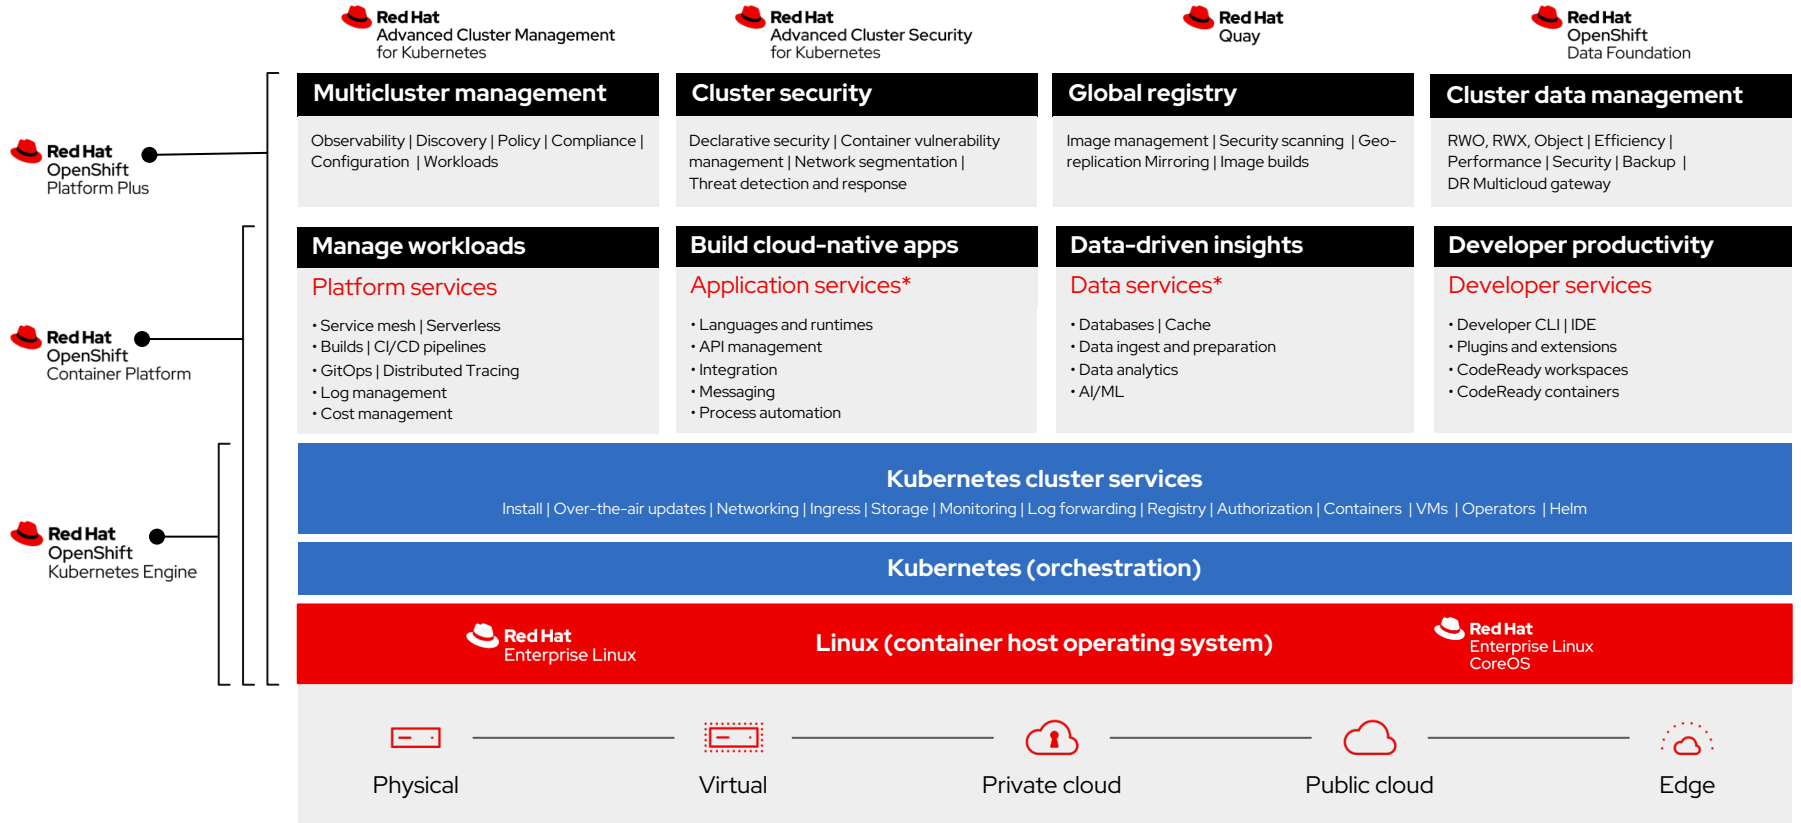 Red Hat
Advanced Cluster Management
for Kubernetes
Red Hat
Advanced Cluster Security
for Kubernetes
Red Hat
Quay
Red Hat
OpenShift
Data Foundation
Red Hat
OpenShift
Platform Plus
Multicluster management
Observability | Discovery | Policy | Compliance |
Configuration | Workloads
Cluster security
Declarative security | Container vulnerability
management | Network segmentation |
Threat detection and response
Global registry
Image management | Security scanning | Geo-
replication Mirroring | Image builds
Cluster data management
RWO, RWX, Object | Efficiency |
Performance | Security | Backup |
DR Multicloud gateway
Red Hat
OpenShift
Container Platform
Manage workloads
Platform services
• Service mesh | Serverless
• Builds | CI/CD pipelines
• GitOps | Distributed Tracing
• Log management
• Cost management
Build cloud-native apps
Application services*
• Languages and runtimes
• API management
• Integration
• Messaging
• Process automation
Data-driven insights
Data services*
• Databases | Cache
• Data ingest and preparation
• Data analytics
• AI/ML
Developer productivity
Developer services
• Developer CLI | IDE
• Plugins and extensions
• CodeReady workspaces
• CodeReady containers
Red Hat
OpenShift
Kubernetes Engine
Kubernetes cluster services
Install | Over-the-air updates | Networking | Ingress | Storage | Monitoring | Log forwarding | Registry | Authorization | Containers | VMs | Operators | Helm
Kubernetes (orchestration)
Red Hat
Enterprise Linux
Linux (container host operating system)
Red Hat
Enterprise Linux
CoreOS
Physical
Virtual
Private cloud
Public cloud
Edge